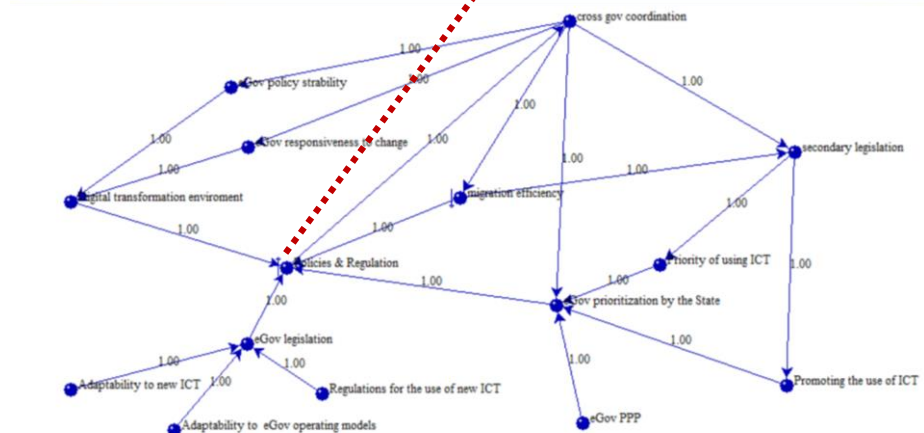 cross gov coordination
1.00
eGov policy strability
1.00
1.00
1.00
1.00
eGov responsiveness to change
1.00
1.00
secondary legislation
1.00
1.00
1.00
migration efficiency
digital transformation enviroment
1.00
1.00
1.00
Policies & Regulation
Priority of using ICT
1.00
1.00
1.00
1.00
eGov prioritization by the State
eGov legislation
1.00
1.00
1.00
1.00
1.00
Adaptability to new ICT
Regulations for the use of new ICT
Promoting the use of ICT
eGov PPP
Adaptability to eGov operating models